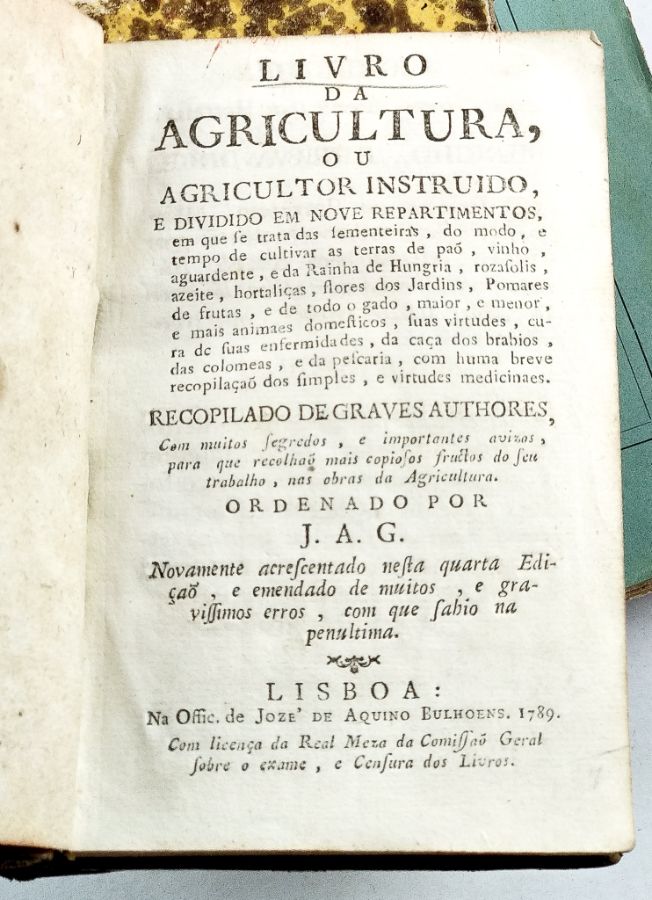 LIVRO
DA
AGRICULTURA,
OU
AGRICULTOR INSTRUIDO,
E DIVIDIDO EM NOVE REPARTIMENTOS,
em que ſe trata das ſementeiras, do modo, e
tempo de cultivar as terras de paõ, vinho,
aguardente, e da Rainha de Hungria, rozaſolis,
azeite, hortaliças, flores dos Jardins, Pomares
de frutas, e de todo o gado, maior, e menor,
e mais animaes domeſticos, ſuas virtudes, cu-
ra de ſuas enfermidades, da caça dos brabios,
das colomeas, e da peſcaria, com huma breve
recopilaçaõ dos ſimples, e virtudes medicinaes.
RECOPILADO DE GRAVES AUTHORES,
Com muitos ſegredos, e importantes avizos,
para que recolhaõ mais copioſos fructos do ſeu
trabalho, nas obras da Agricultura.
ORDENADO POR
J. A. G.
Novamente acreſcentado neſta quarta Edi-
çaõ, e emendado de muitos, e gra-
viſſimos erros, com que ſahio na
penultima.
LISBOA:
Na Offic. de JOZE' DE AQUINO BULHOENS. 1789.
Com licença da Real Meza da Comiſſaõ Geral
ſobre o exame, e Cenſura dos Livros.